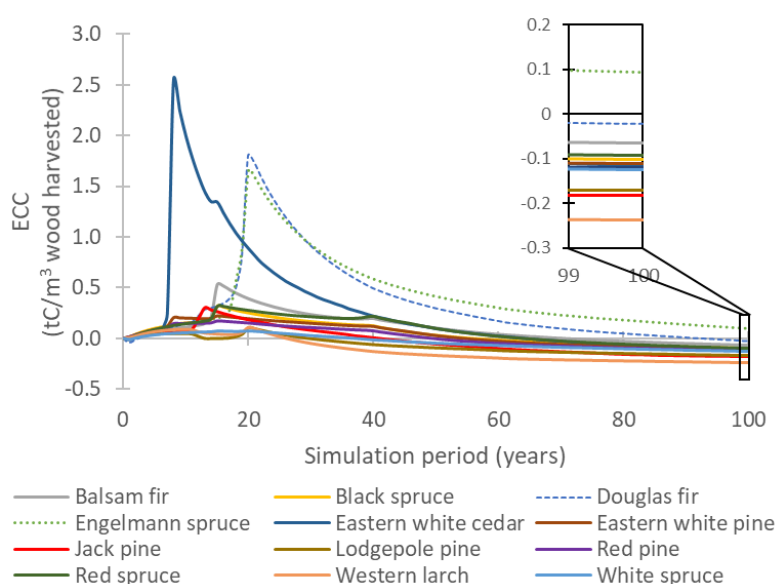 3.0
2.5
2.0
1.5
1.0
0.5
0.0
-0.5
ECC
(tC/m³ wood harvested)
0 20 40 60 80 100
Simulation period (years)
0.2
0.1
0
-0.1
-0.2
-0.3
99 100
Balsam fir Black spruce Douglas fir
Engelmann spruce Eastern white cedar Eastern white pine
Jack pine Lodgepole pine Red pine
Red spruce Western larch White spruce